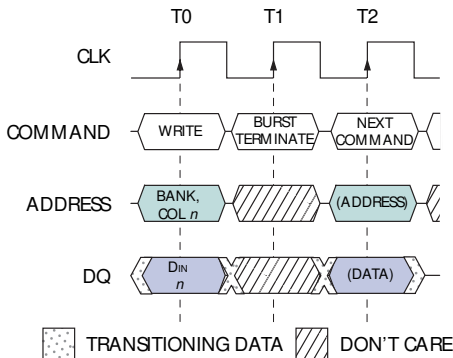 T0 T1 T2
CLK
COMMAND WRITE BURST TERMINATE NEXT COMMAND
ADDRESS BANK, COL n (ADDRESS)
DQ DIN n (DATA)
TRANSITIONING DATA DON'T CARE